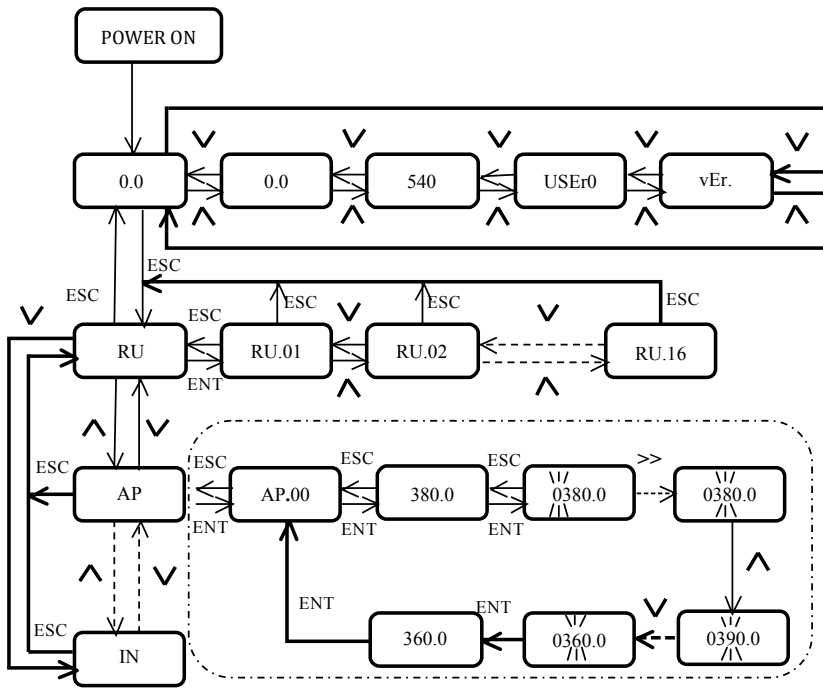 POWER ON
0.0
0.0
540
USEr0
vEr.
ESC
ESC
ESC
ESC
ESC
ESC
RU
RU.01
RU.02
RU.16
ENT
ESC
ESC
ESC
ESC
>>
AP
AP.00
380.0
0380.0
0380.0
ENT
ENT
ENT
ENT
ENT
ESC
IN
360.0
0360.0
0390.0